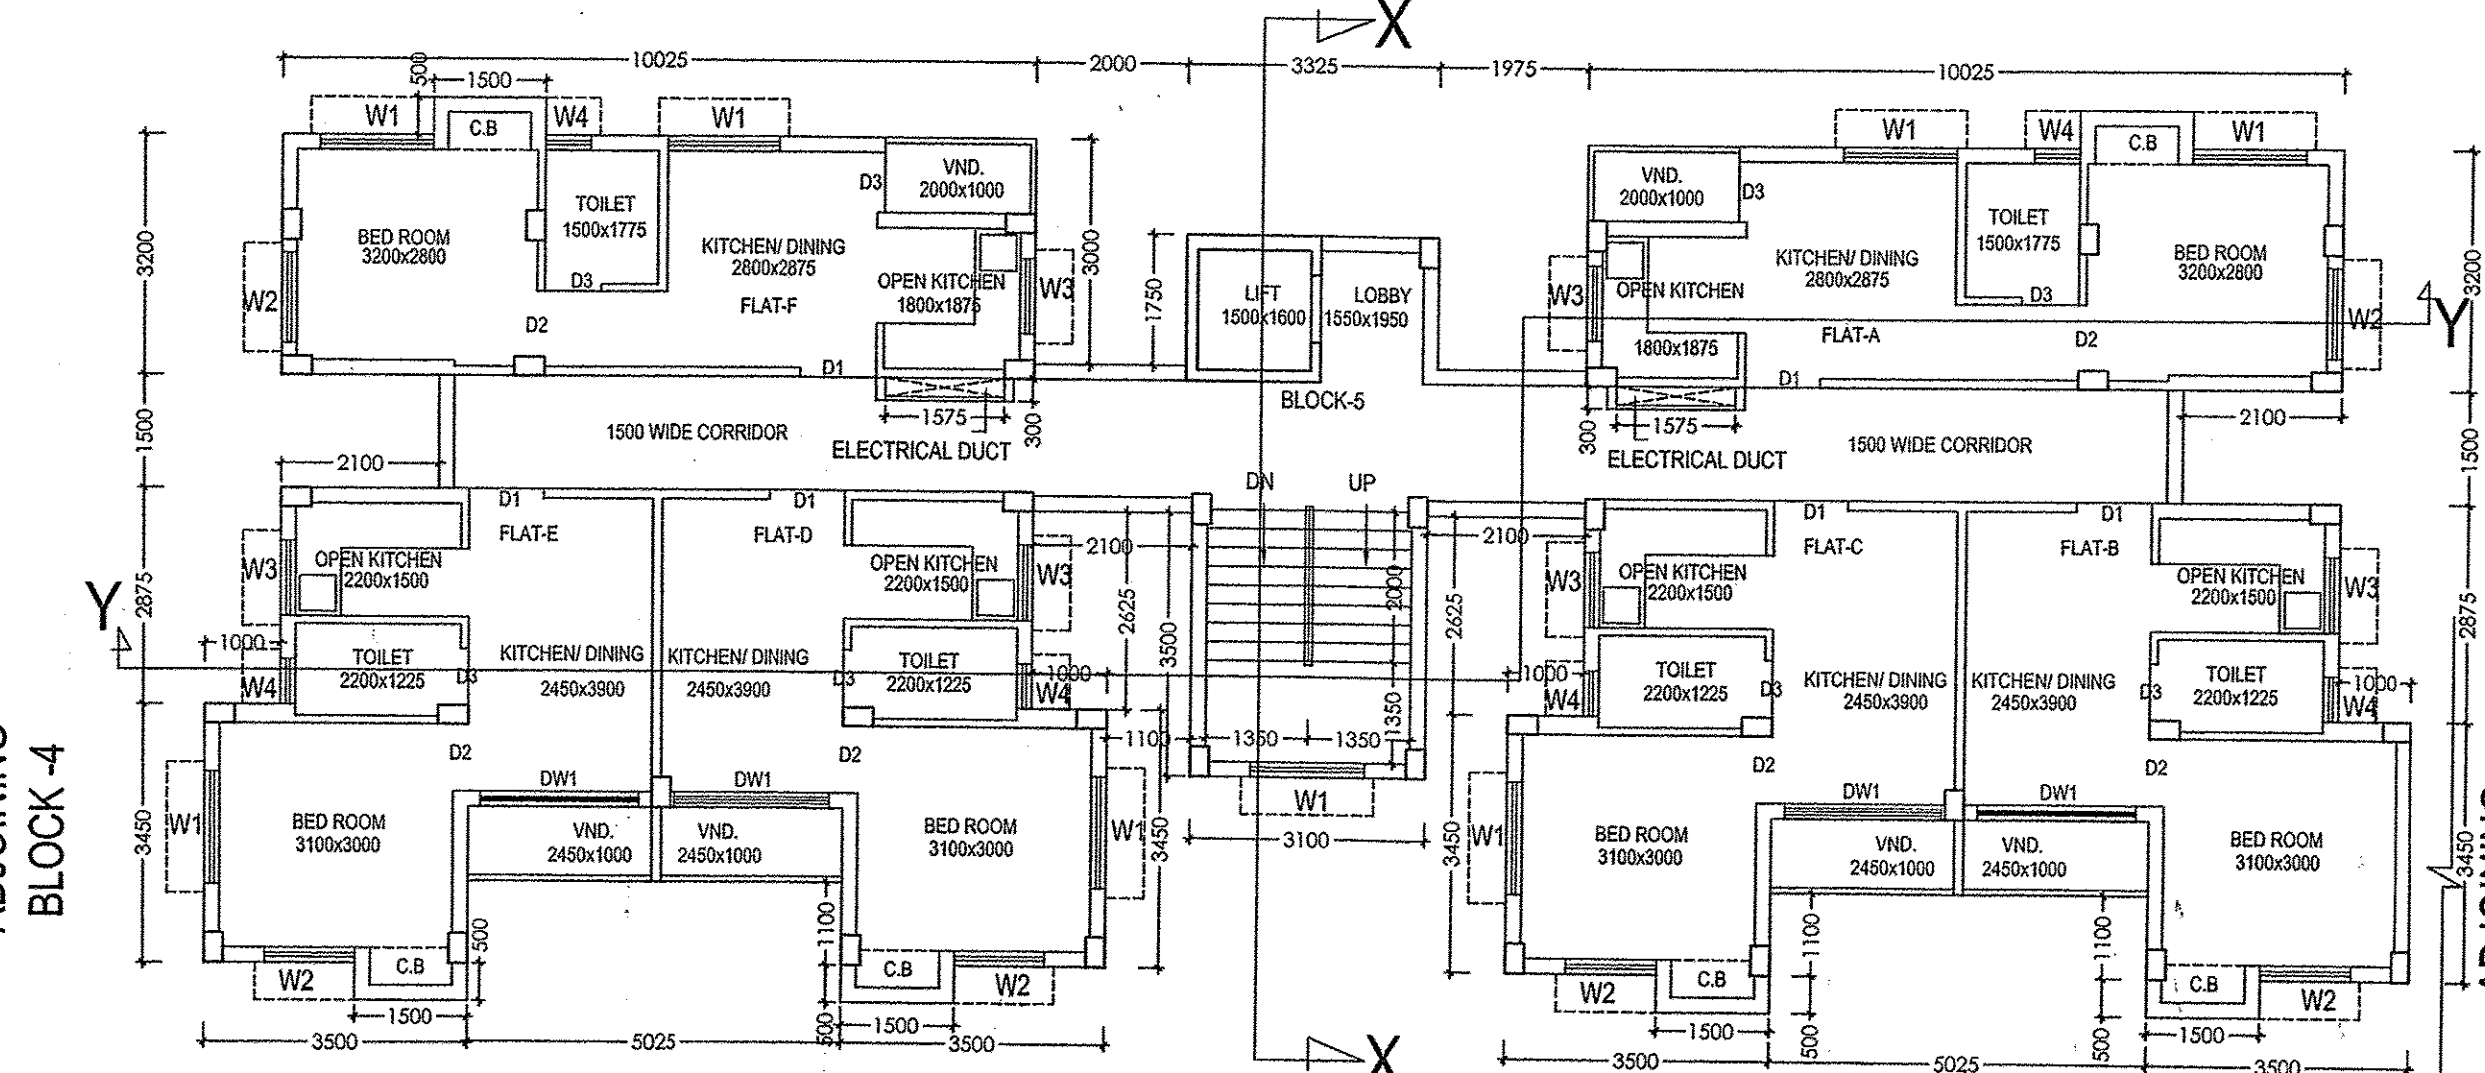 X
10025
2000
3325
1975
10025
500
1500
W1
C.B
W4
W1
W1
W4
C.B
W1
VND.
2000x1000
D3
TOILET
1500x1775
BED ROOM
3200x2800
KITCHEN/ DINING
2800x2875
FLAT-F
OPEN KITCHEN
1800x1875
D3
D2
D1
W2
W3
3200
3000
1750
LIFT
1500x1600
LOBBY
1550x1950
BLOCK-5
VND.
2000x1000
D3
TOILET
1500x1775
KITCHEN/ DINING
2800x2875
BED ROOM
3200x2800
W3
OPEN KITCHEN
1800x1875
FLAT-A
D3
D2
D1
W2
3200
Y
1500
1500 WIDE CORRIDOR
1575
300
ELECTRICAL DUCT
2100
300
1575
ELECTRICAL DUCT
1500 WIDE CORRIDOR
2100
1500
DN
UP
D1
FLAT-E
D1
FLAT-D
OPEN KITCHEN
2200x1500
OPEN KITCHEN
2200x1500
W3
W3
2100
2625
3500
2000
1350
2625
2100
D1
FLAT-C
D1
FLAT-B
W3
OPEN KITCHEN
2200x1500
OPEN KITCHEN
2200x1500
W3
2875
2875
Y
1000
W4
TOILET
2200x1225
D3
KITCHEN/ DINING
2450x3900
KITCHEN/ DINING
2450x3900
D3
TOILET
2200x1225
1000
W4
1000
W4
TOILET
2200x1225
D3
KITCHEN/ DINING
2450x3900
KITCHEN/ DINING
2450x3900
D3
TOILET
2200x1225
1000
W4
1100
1350
1350
W1
3100
BLOCK -4
3450
W1
D2
DW1
DW1
D2
BED ROOM
3100x3000
VND.
2450x1000
VND.
2450x1000
BED ROOM
3100x3000
W1
3450
3450
W1
D2
DW1
DW1
D2
BED ROOM
3100x3000
VND.
2450x1000
VND.
2450x1000
BED ROOM
3100x3000
3450
W2
C.B
500
1100
C.B
W2
W2
C.B
1100
1100
C.B
W2
1500
500
1500
1500
500
500
1500
3500
5025
3500
X
3500
5025
3500